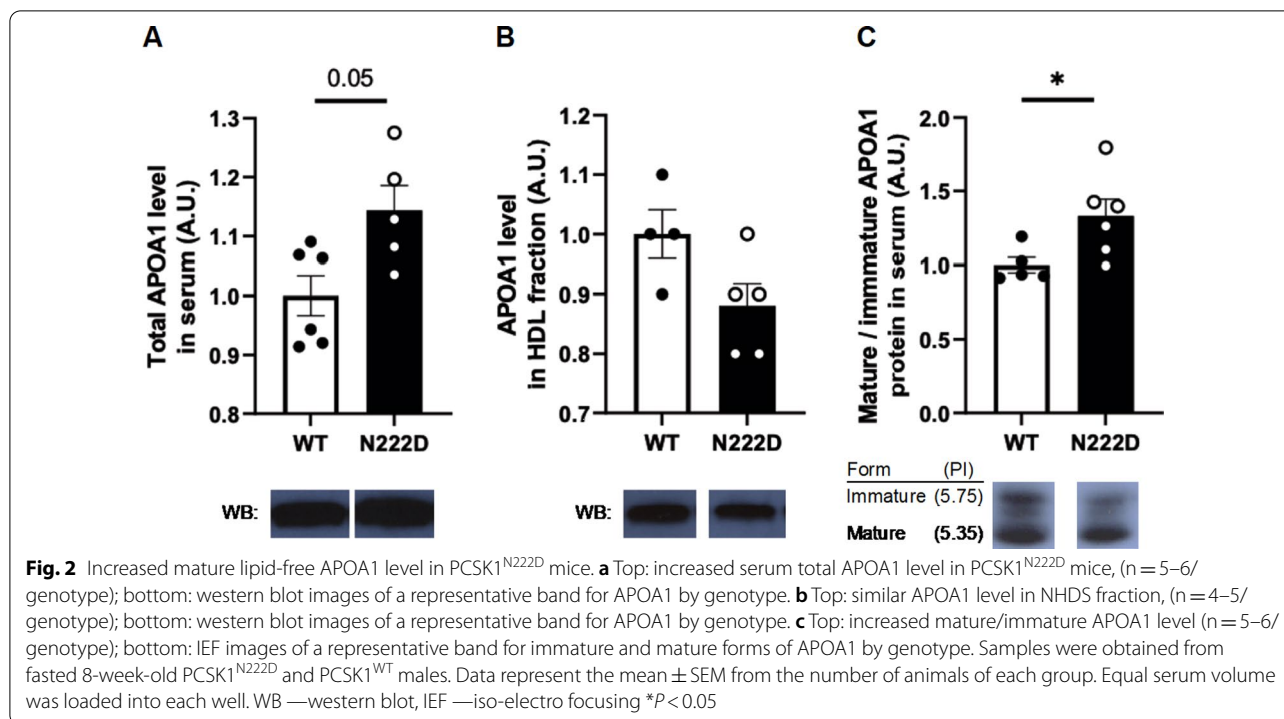 A
B
C
0.05
*
Total APOA1 level
in serum (A.U.)
1.3
1.2
1.1
1.0
0.9
0.8
WT
N222D
APOA1 level
in HDL fraction (A.U.)
1.2
1.1
1.0
0.9
0.8
0.7
WT
N222D
Mature / immmature APOA1
protein in serum (A.U.)
2.0
1.5
1.0
0.5
0.0
WT
N222D
WB:
WB:
Form (PI)
Immature (5.75)
Mature (5.35)
Fig. 2 Increased mature lipid-free APOA1 level in PCSK1N222D mice. a Top: increased serum total APOA1 level in PCSK1N222D mice, (n = 5–6/
genotype); bottom: western blot images of a representative band for APOA1 by genotype. b Top: similar APOA1 level in NHDS fraction, (n = 4–5/
genotype); bottom: western blot images of a representative band for APOA1 by genotype. c Top: increased mature/immature APOA1 level (n = 5–6/
genotype); bottom: IEF images of a representative band for immature and mature forms of APOA1 by genotype. Samples were obtained from
fasted 8-week-old PCSK1N222D and PCSK1WT males. Data represent the mean ± SEM from the number of animals of each group. Equal serum volume
was loaded into each well. WB —western blot, IEF —iso-electro focusing *P < 0.05